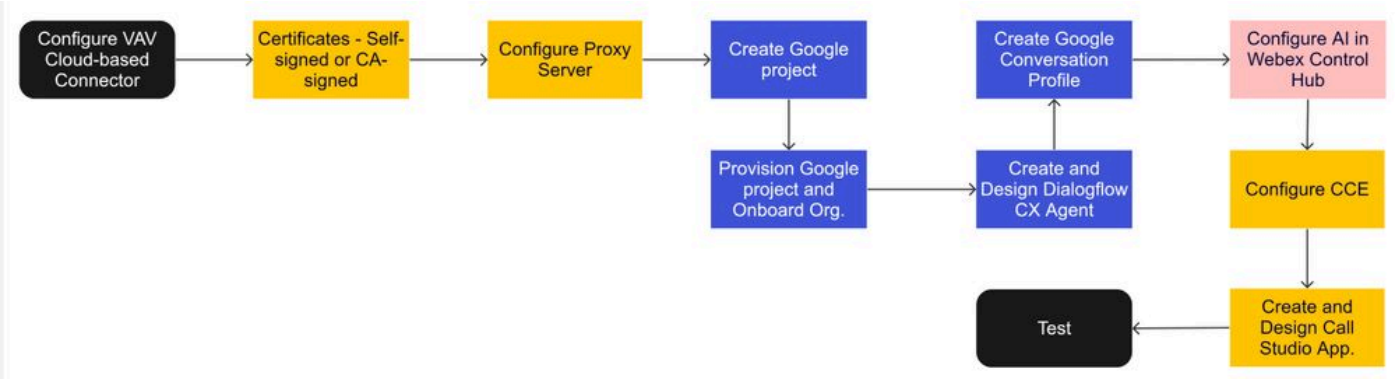 Configure VAV
Cloud-based
Connector
Certificates - Self-
signed or CA-
signed
Configure Proxy
Server
Create Google
project
Provision Google
project and
Onboard Org.
Create and
Design Dialogflow
CX Agent
Create Google
Conversation
Profile
Configure AI in
Webex Control
Hub
Configure CCE
Create and
Design Call
Studio App.
Test